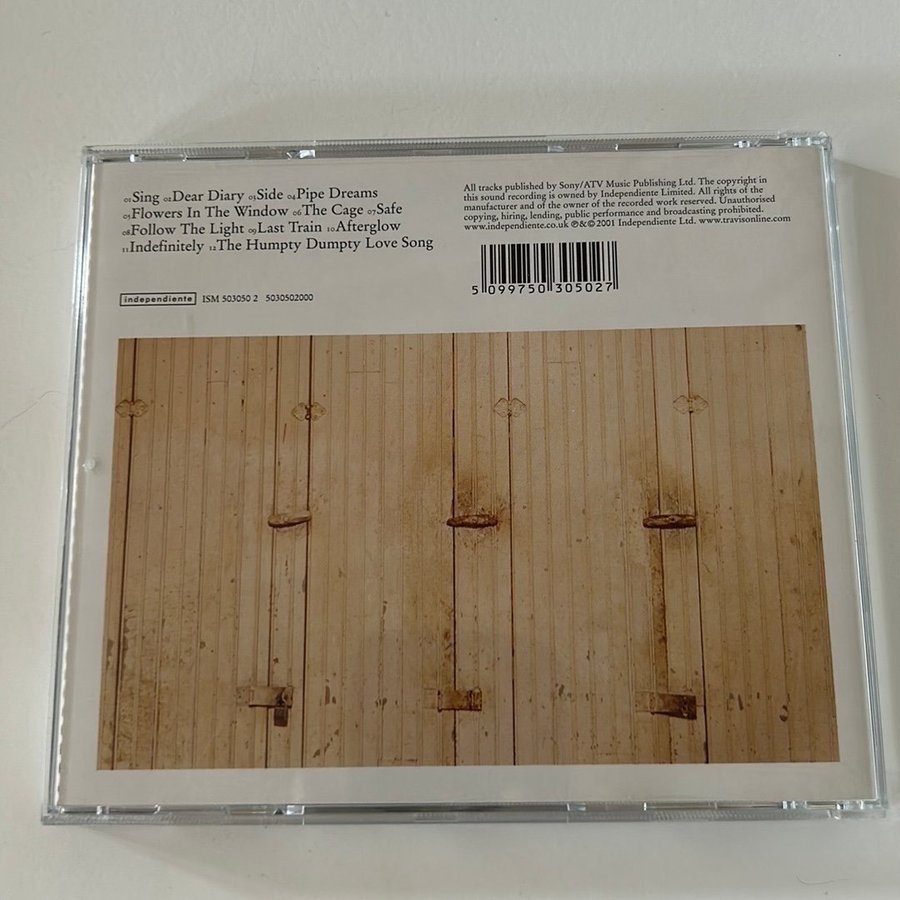 01 Sing 02 Dear Diary 03 Side 04 Pipe Dreams
05 Flowers In The Window 06 The Cage 07 Safe
08 Follow The Light 09 Last Train 10 Afterglow
11 Indefinitely 12 The Humpty Dumpty Love Song
All tracks published by Sony/ATV Music Publishing Ltd. The copyright in
this sound recording is owned by Independiente Limited. All rights of the
manufacturer and of the owner of the recorded work reserved. Unauthorised
copying, hiring, lending, public performance and broadcasting prohibited.
www.independiente.co.uk ℗&© 2001 Independiente Ltd. www.travisonline.com
5 099750 305027
independiente ISM 503050 2 5030502000